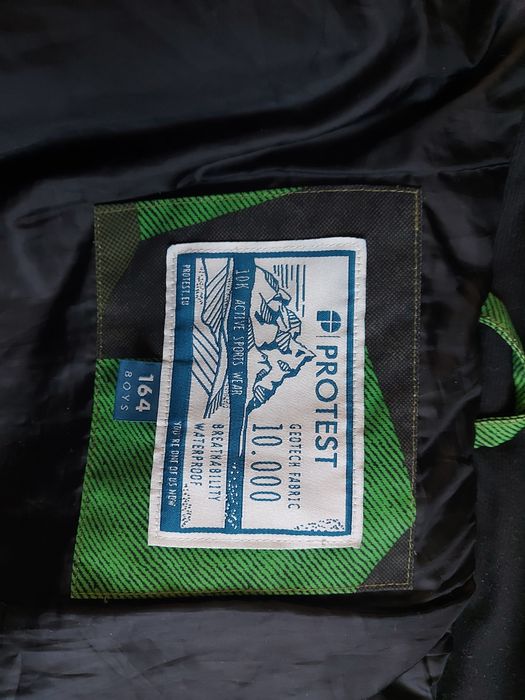 PROTEST
GEOTECH FABRIC
10.000
BREATHABILITY
WATERPROOF
10K ACTIVE SPORTS WEAR
PROTEST.EU
YOU'RE ONE OF US NOW
164
BOYS